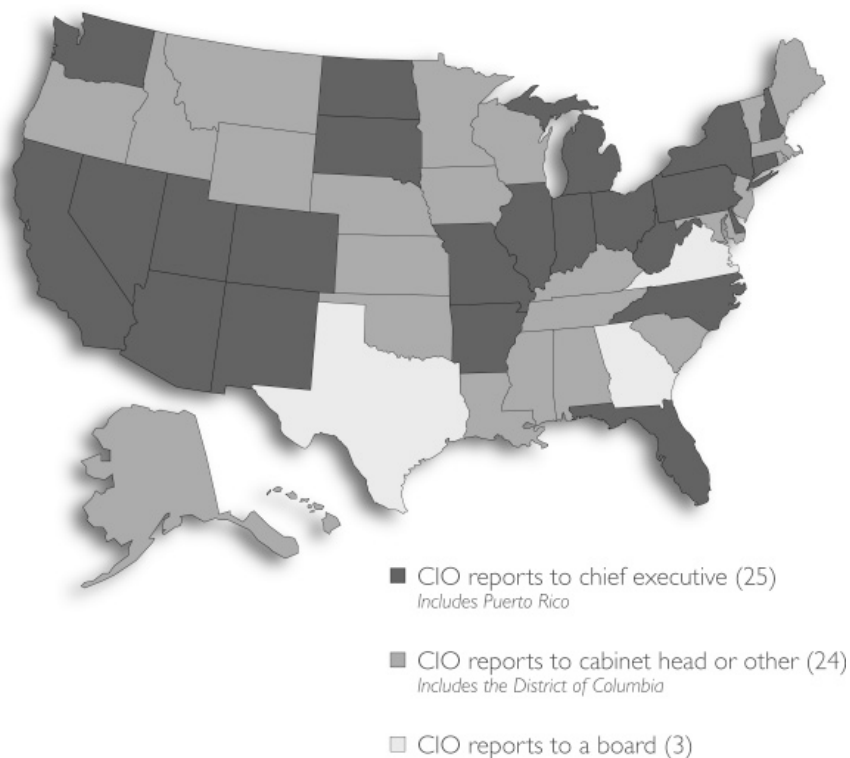 CIO reports to chief executive (25)
Includes Puerto Rico
CIO reports to cabinet head or other (24)
Includes the District of Columbia
CIO reports to a board (3)